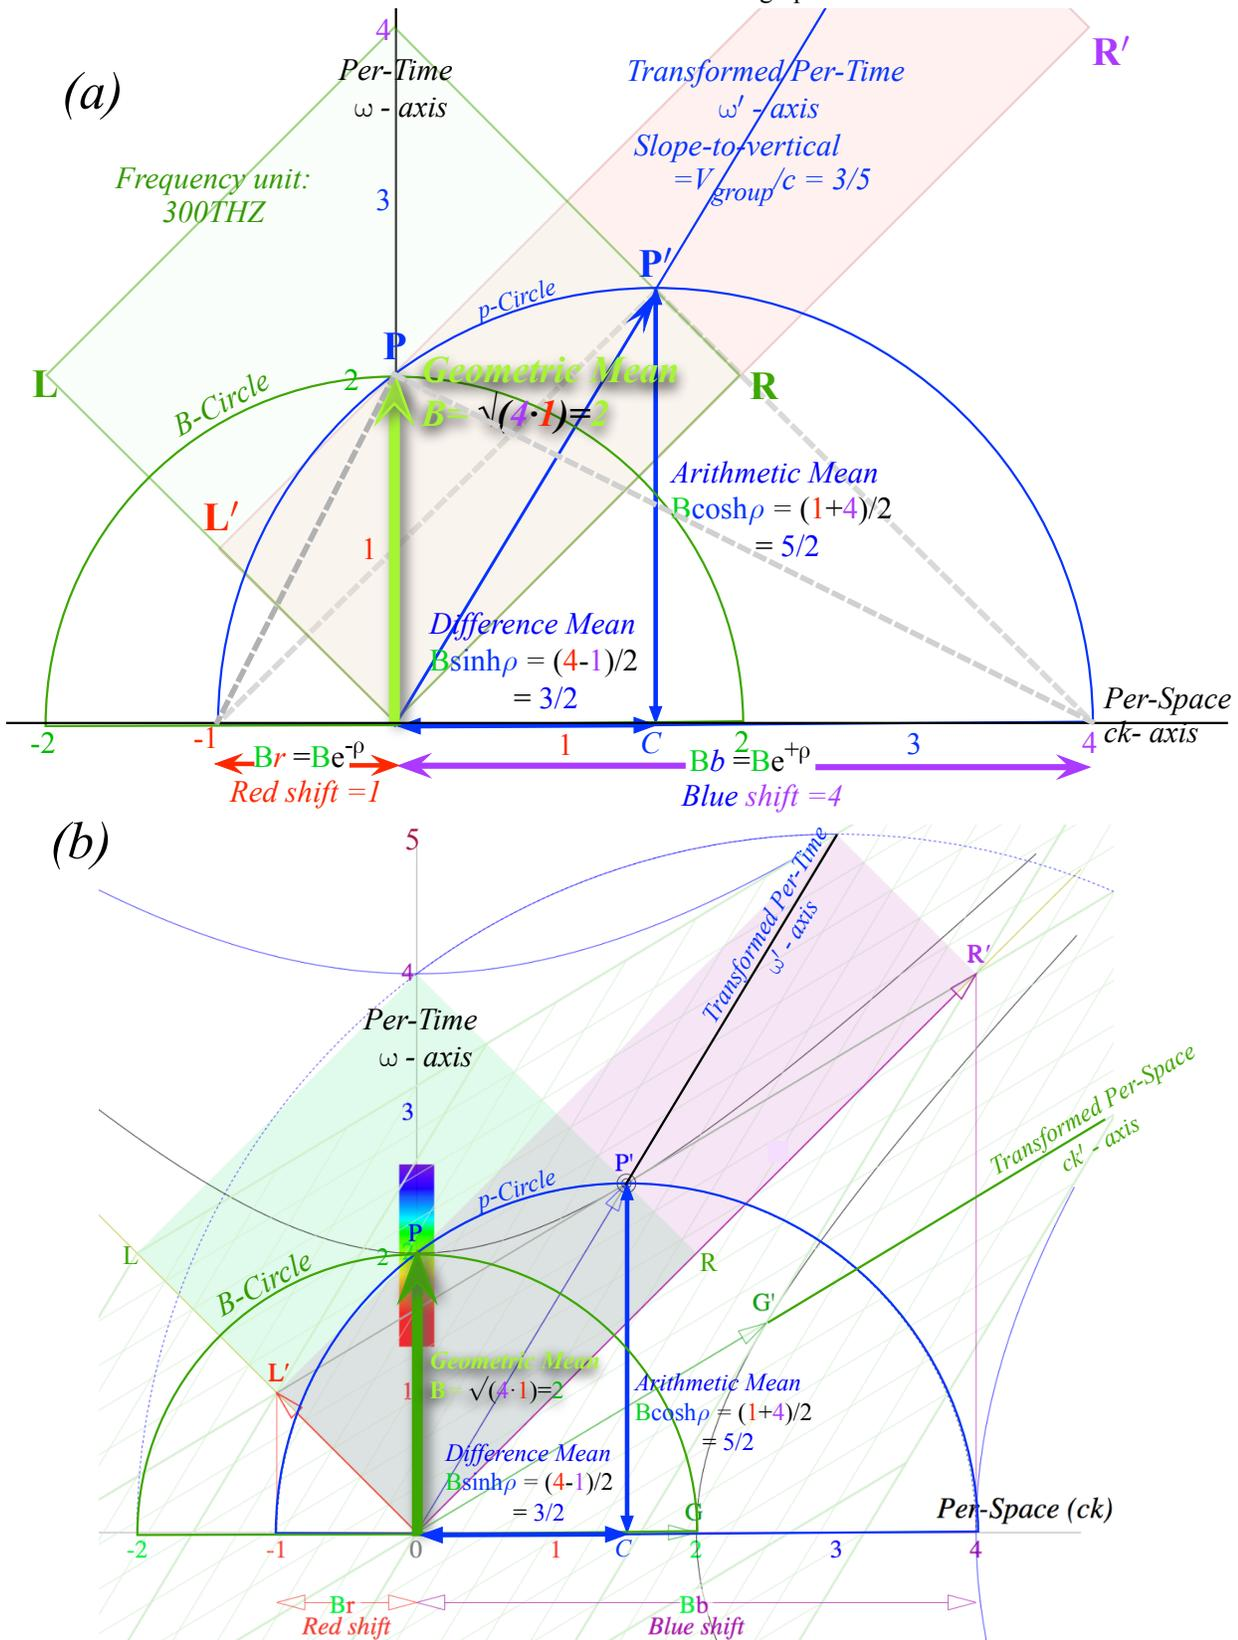 4
R′
Per-Time
ω - axis
(a)
Transformed Per-Time
ω′ - axis
Slope-to-vertical
=Vgroup/c = 3/5
Frequency unit:
300THZ
3
P′
p-Circle
P
L
B-Circle
2
Geometric Mean
B= √(4·1)=2
R
Arithmetic Mean
Bcoshρ = (1+4)/2
= 5/2
L′
1
Difference Mean
Bsinhρ = (4-1)/2
= 3/2
Per-Space
ck- axis
-2
-1
1
C
2
3
4
Br =Be-ρ
Bb =Be+ρ
Red shift =1
Blue shift =4
(b)
5
Transformed Per-Time
ω′ - axis
R′
4
Per-Time
ω - axis
3
Transformed Per-Space
ck′ - axis
P'
p-Circle
P
L
2
B-Circle
R
G'
L′
1
Geometric Mean
B= √(4·1)=2
Arithmetic Mean
Bcoshρ = (1+4)/2
= 5/2
Difference Mean
Bsinhρ = (4-1)/2
= 3/2
G
Per-Space (ck)
-2
-1
0
1
C
2
3
4
Br
Bb
Red shift
Blue shift